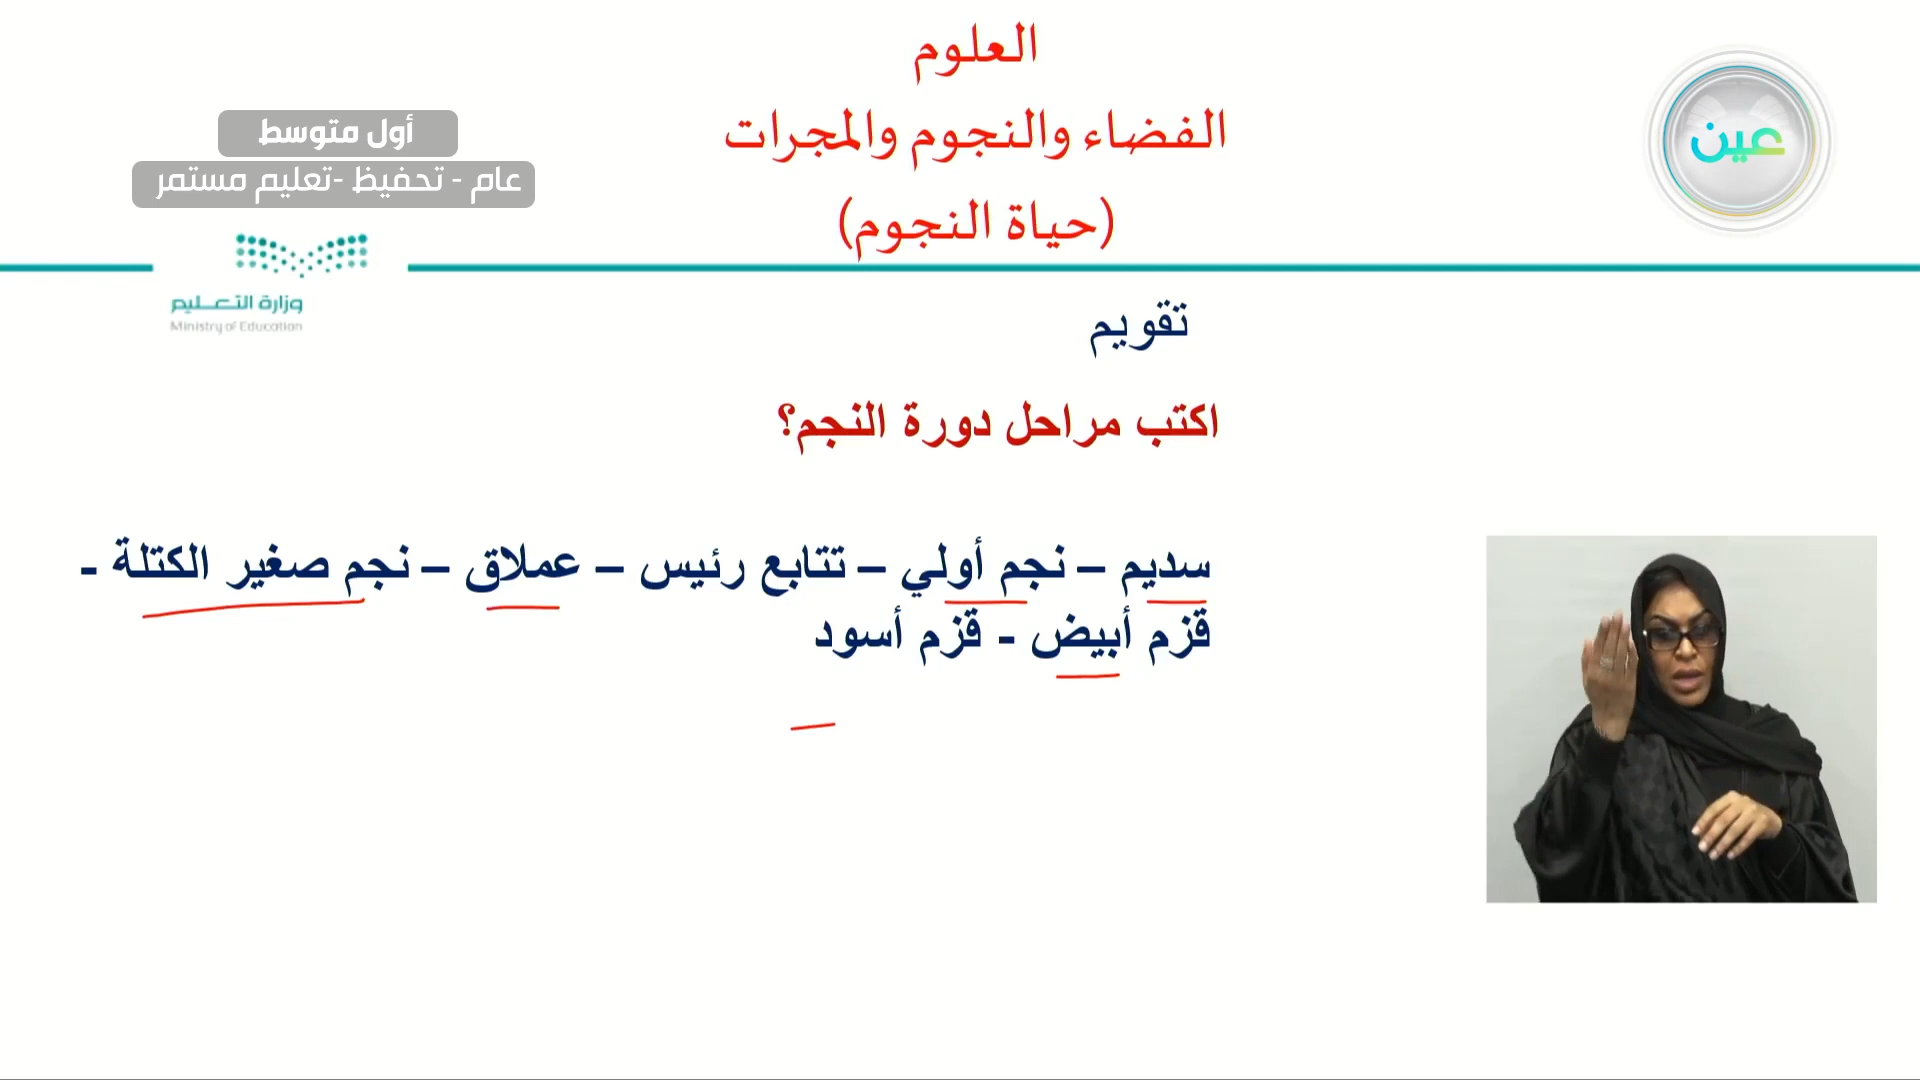 العلوم
الفضاء والنجوم والمجرات
(حياة النجوم)
عين
أول متوسط
عام - تحفيظ -تعليم مستمر
وزارة التعـــليم
Ministry of Education
تقويم
اكتب مراحل دورة النجم؟
سديم – نجم أولي – تتابع رئيس – عملاق – نجم صغير الكتلة -
قزم أبيض - قزم أسود